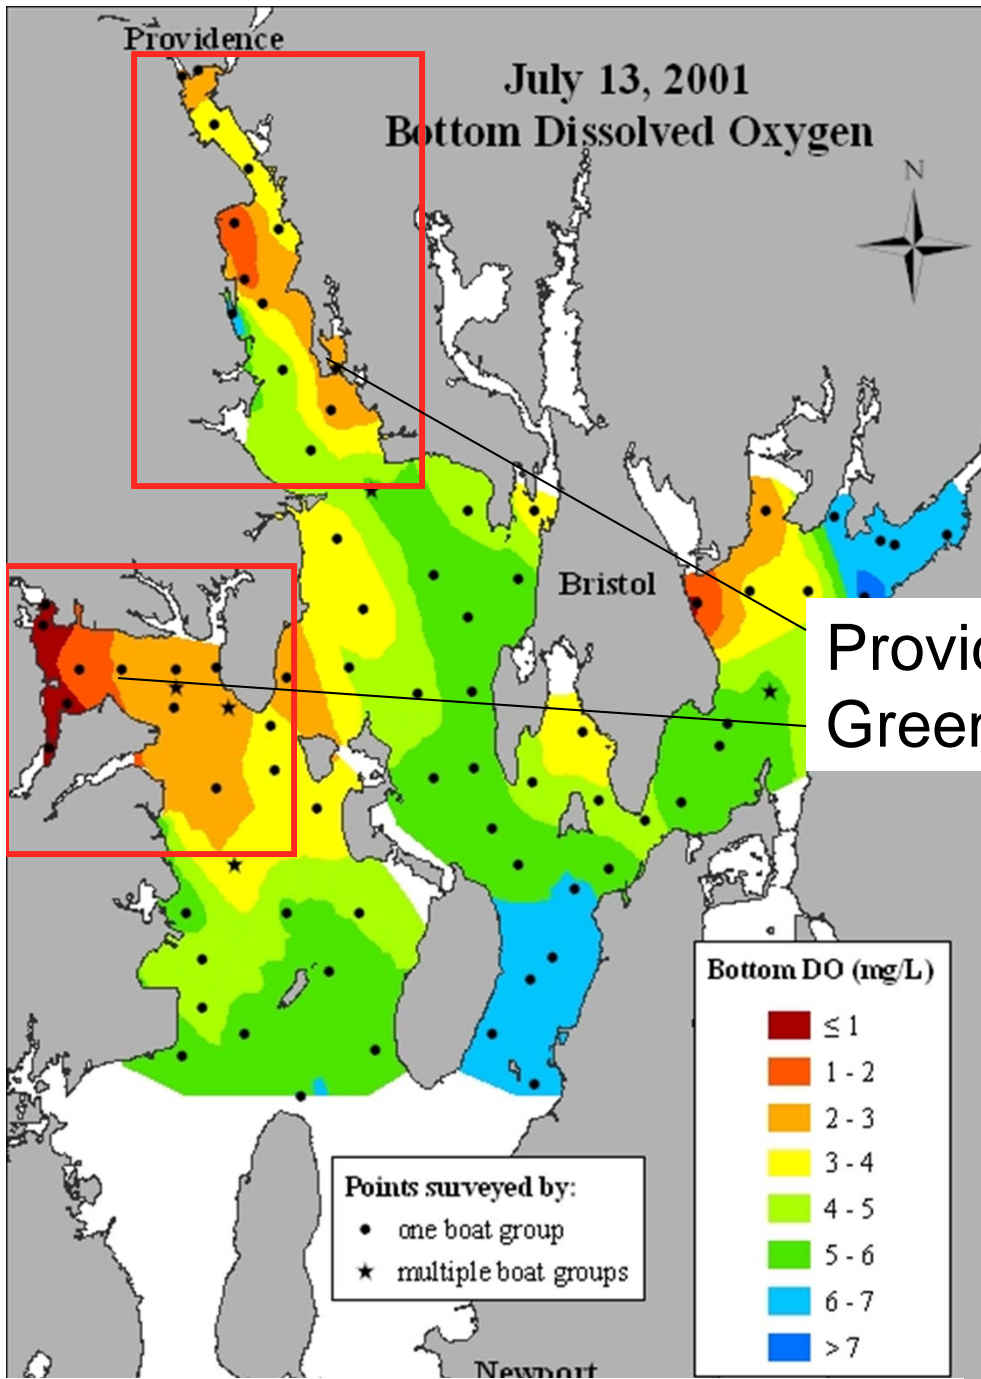 Providence
July 13, 2001
Bottom Dissolved Oxygen
N
Bristol
Provid
Green
Bottom DO (mg/L)
≤ 1
1 - 2
2 - 3
3 - 4
4 - 5
5 - 6
6 - 7
> 7
Points surveyed by:
one boat group
multiple boat groups
Newport